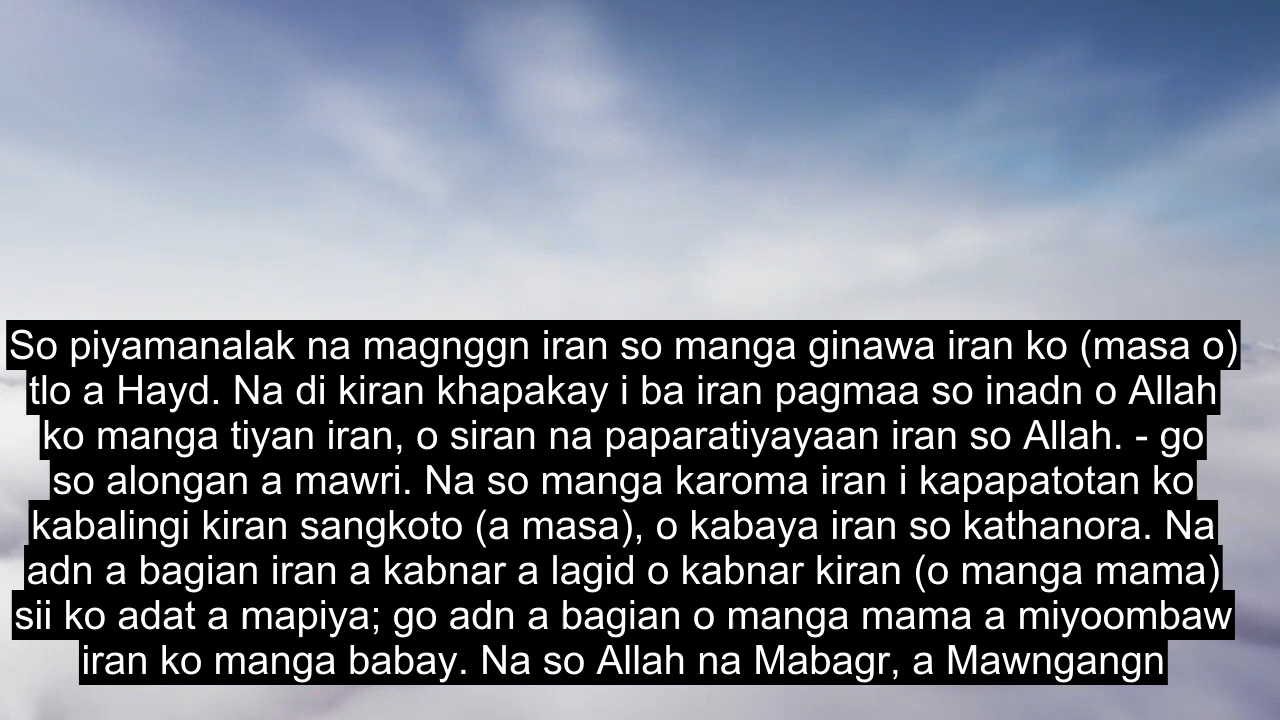 So piyamanalak na magnggn iran so manga ginawa iran ko (masa o)
tlo a Hayd. Na di kiran khapakay i ba iran pagmaa so inadn o Allah
ko manga tiyan iran, o siran na paparatiyayaan iran so Allah. - go
so alongan a mawri. Na so manga karoma iran i kapapatotan ko
kabalingi kiran sangkoto (a masa), o kabaya iran so kathanora. Na
adn a bagian iran a kabnar a lagid o kabnar kiran (o manga mama)
sii ko adat a mapiya; go adn a bagian o manga mama a miyoombaw
iran ko manga babay. Na so Allah na Mabagr, a Mawngangn